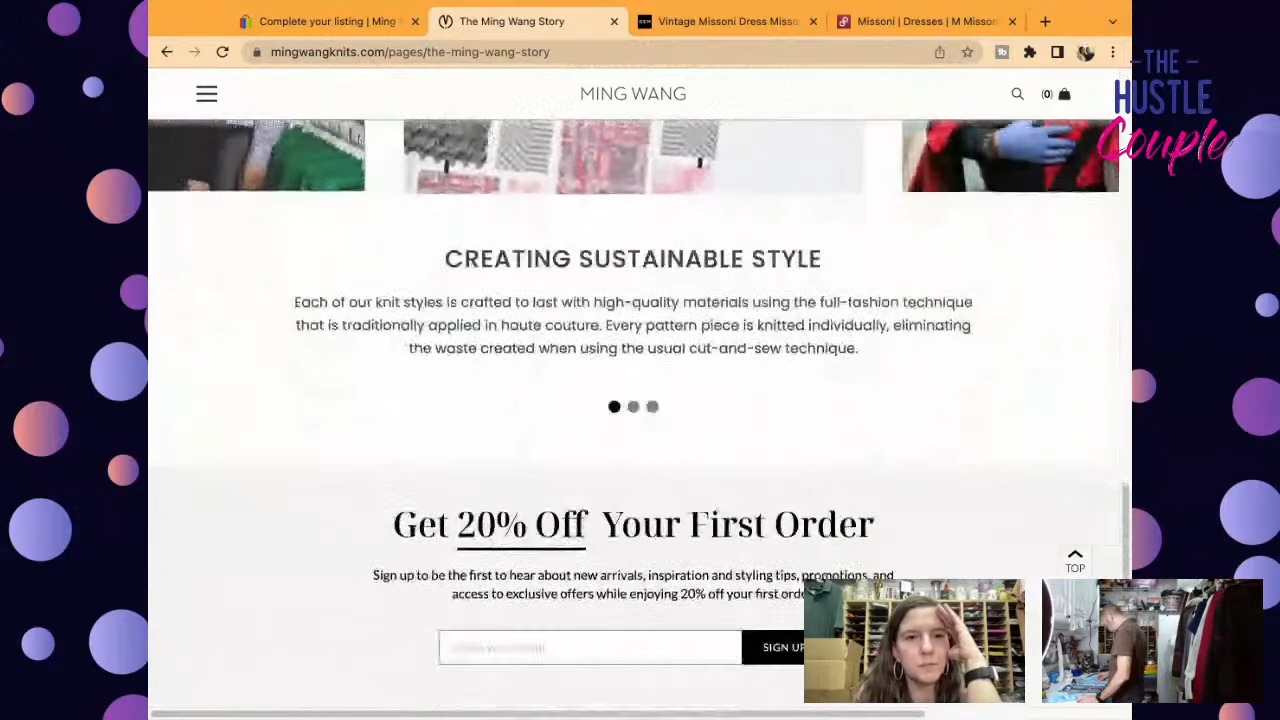 Complete your listing | Ming
The Ming Wang Story
GEM Vintage Missoni Dress Misso
Missoni | Dresses | M Misson
mingwangknits.com/pages/the-ming-wang-story
MING WANG
(0)
-THE-
HUSTLE
Couple
CREATING SUSTAINABLE STYLE
Each of our knit styles is crafted to last with high-quality materials using the full-fashion technique
that is traditionally applied in haute couture. Every pattern piece is knitted individually, eliminating
the waste created when using the usual cut-and-sew technique.
Get 20% Off Your First Order
TOP
Sign up to be the first to hear about new arrivals, inspiration and styling tips, promotions, and
access to exclusive offers while enjoying 20% off your first orde
SIGN UP